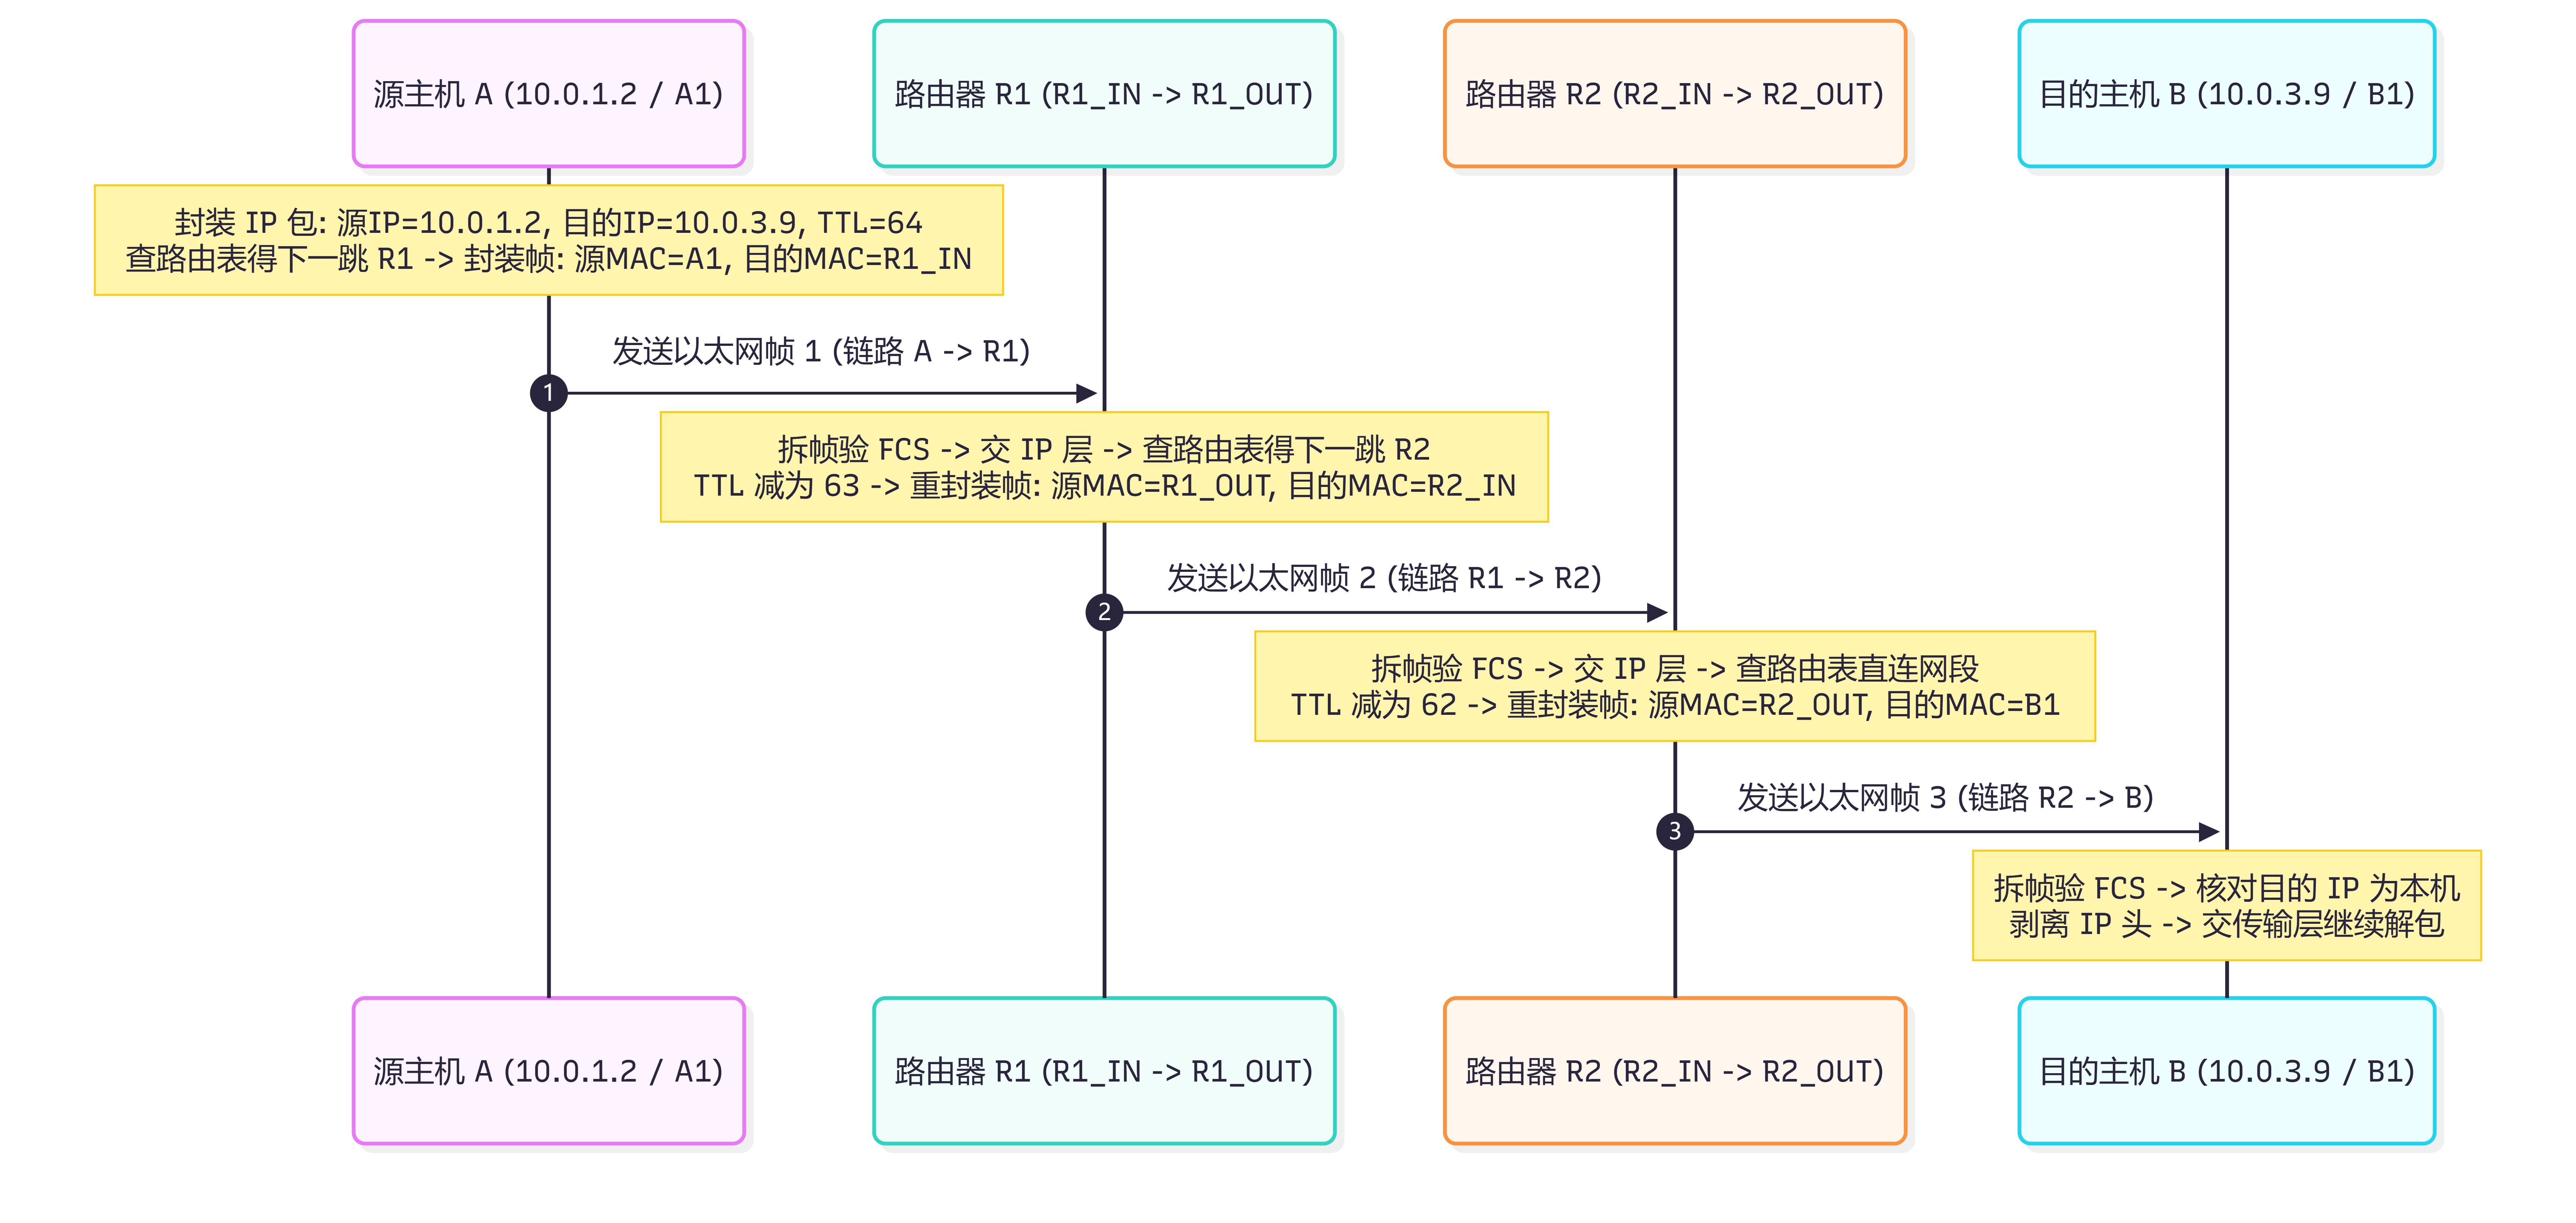 源主机 A (10.0.1.2 / A1)
路由器 R1 (R1_IN -> R1_OUT)
路由器 R2 (R2_IN -> R2_OUT)
目的主机 B (10.0.3.9 / B1)
封装 IP 包: 源IP=10.0.1.2, 目的IP=10.0.3.9, TTL=64
查路由表得下一跳 R1 -> 封装帧: 源MAC=A1, 目的MAC=R1_IN
发送以太网帧 1 (链路 A -> R1)
1
拆帧验 FCS -> 交 IP 层 -> 查路由表得下一跳 R2
TTL 减为 63 -> 重封装帧: 源MAC=R1_OUT, 目的MAC=R2_IN
发送以太网帧 2 (链路 R1 -> R2)
2
拆帧验 FCS -> 交 IP 层 -> 查路由表直连网段
TTL 减为 62 -> 重封装帧: 源MAC=R2_OUT, 目的MAC=B1
发送以太网帧 3 (链路 R2 -> B)
3
拆帧验 FCS -> 核对目的 IP 为本机
剥离 IP 头 -> 交传输层继续解包
源主机 A (10.0.1.2 / A1)
路由器 R1 (R1_IN -> R1_OUT)
路由器 R2 (R2_IN -> R2_OUT)
目的主机 B (10.0.3.9 / B1)